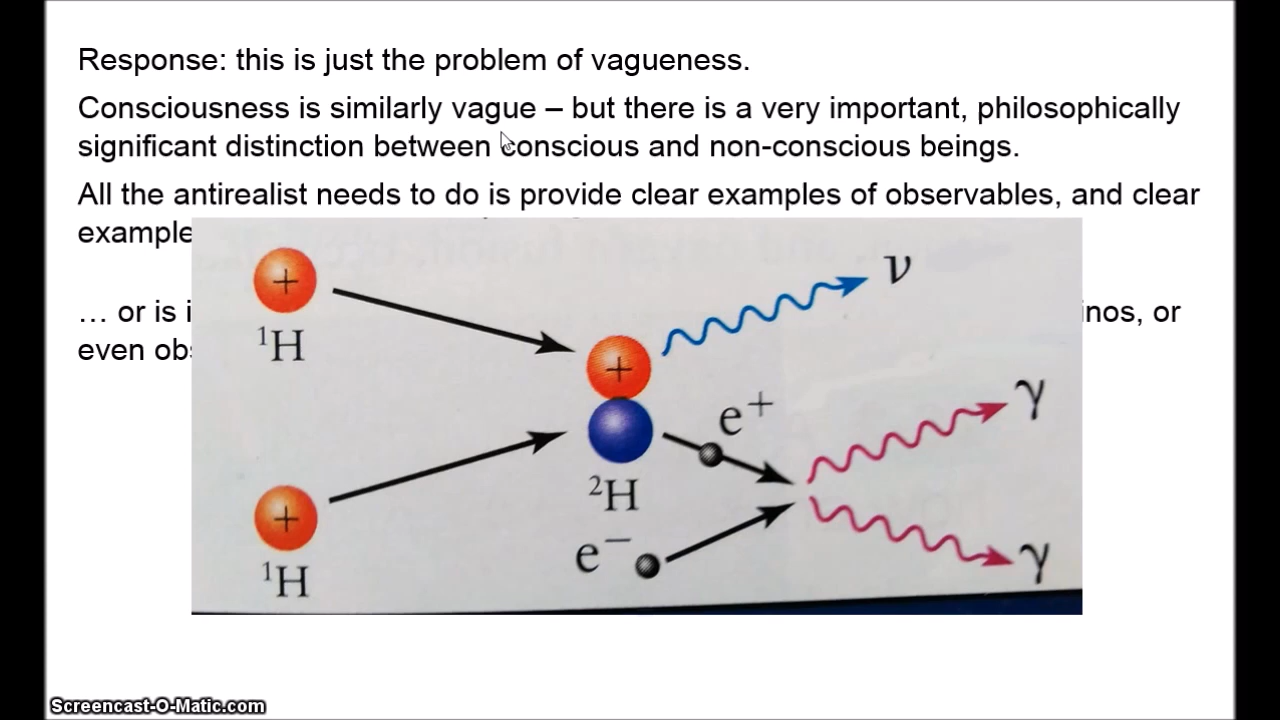 Response: this is just the problem of vagueness.
Consciousness is similarly vague – but there is a very important, philosophically
significant distinction between conscious and non-conscious beings.
All the antirealist needs to do is provide clear examples of observables, and clear
example
… or is i inos, or
even obs
+
¹H
+
¹H
+
²H
ν
e⁺
e⁻
γ
γ
Screencast-O-Matic.com